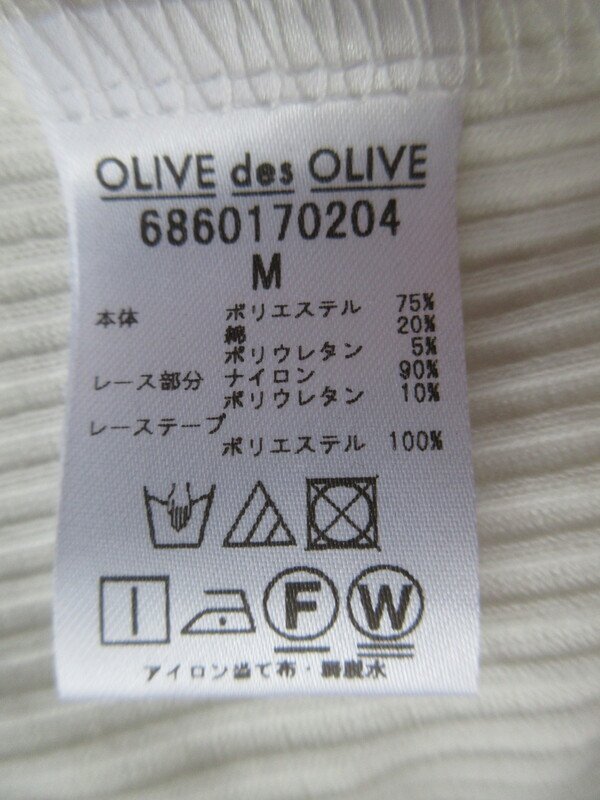 OLIVE des OLIVE
6860170204
M
本体 ポリエステル 75%
綿 20%
ポリウレタン 5%
レース部分 ナイロン 90%
ポリウレタン 10%
レーステープ
ポリエステル 100%
F W
アイロン当て布・瞬脱水